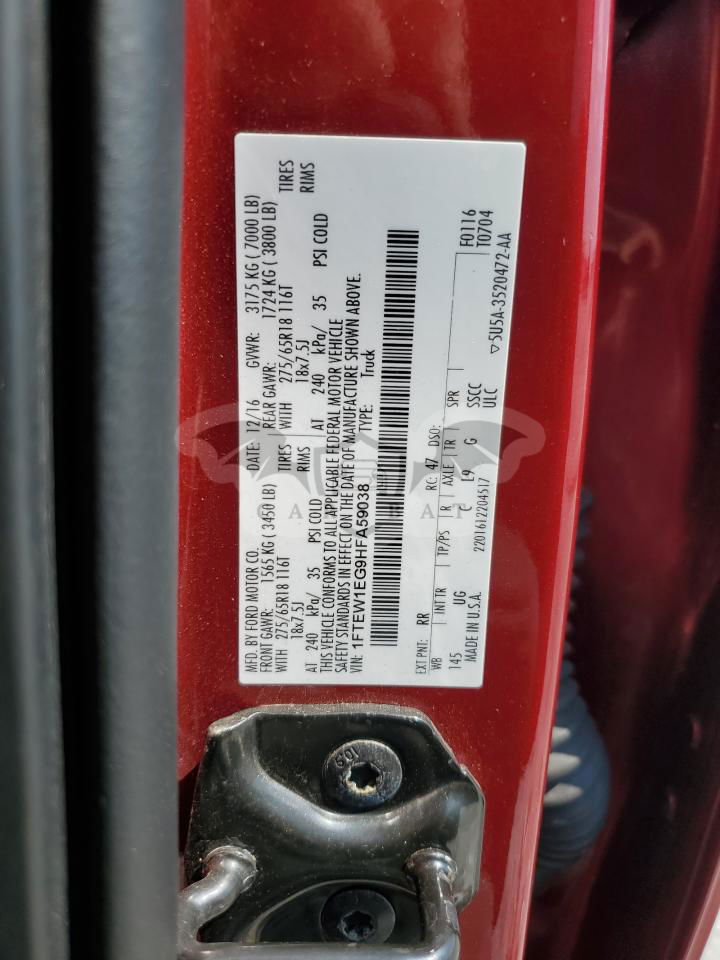 MFD. BY FORD MOTOR CO. DATE: 12/16 GVWR: 3175 KG ( 7000 LB)
FRONT GAWR: 1565 KG ( 3450 LB) REAR GAWR: 1724 KG ( 3800 LB)
WITH 275/65R18 116T TIRES WITH 275/65R18 116T TIRES
18x7.5J RIMS 18x7.5J RIMS
AT 240 kPa/ 35 PSI COLD AT 240 kPa/ 35 PSI COLD
THIS VEHICLE CONFORMS TO ALL APPLICABLE FEDERAL MOTOR VEHICLE
SAFETY STANDARDS IN EFFECT ON THE DATE OF MANUFACTURE SHOWN ABOVE.
VIN: 1FTEW1EG9HFA59038 TYPE: Truck
EXT PNT: RR RC: 47 DSO: F0116
WB INTTR TP/PS R AXLE TR SPR T0704
145 UG C L9 G SSCC
MADE IN U.S.A. 2201612204517 ULC ▽5U5A-3520472-AA
10.9